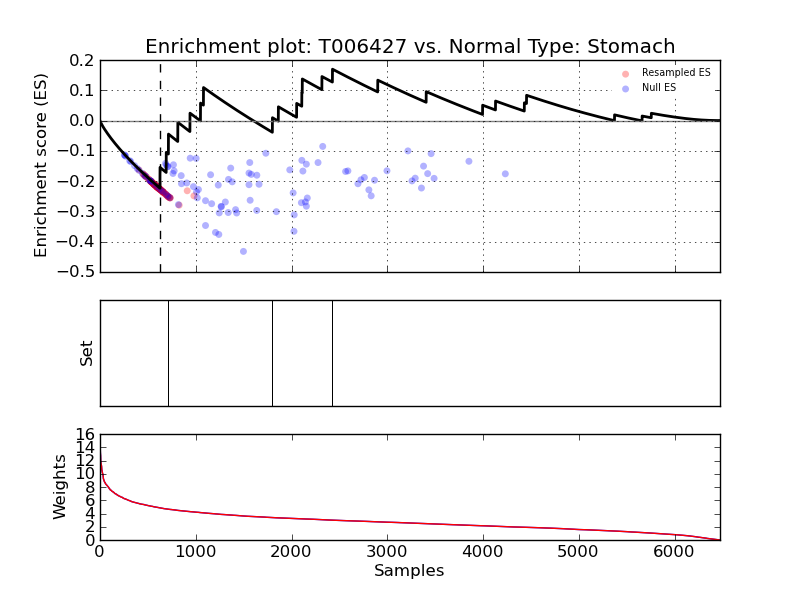 Enrichment plot: T006427 vs. Normal Type: Stomach
Enrichment score (ES)
0.2
0.1
0.0
−0.1
−0.2
−0.3
−0.4
−0.5
Resampled ES
Null ES
Set
Weights
16
14
12
10
8
6
4
2
0
0 1000 2000 3000 4000 5000 6000
Samples